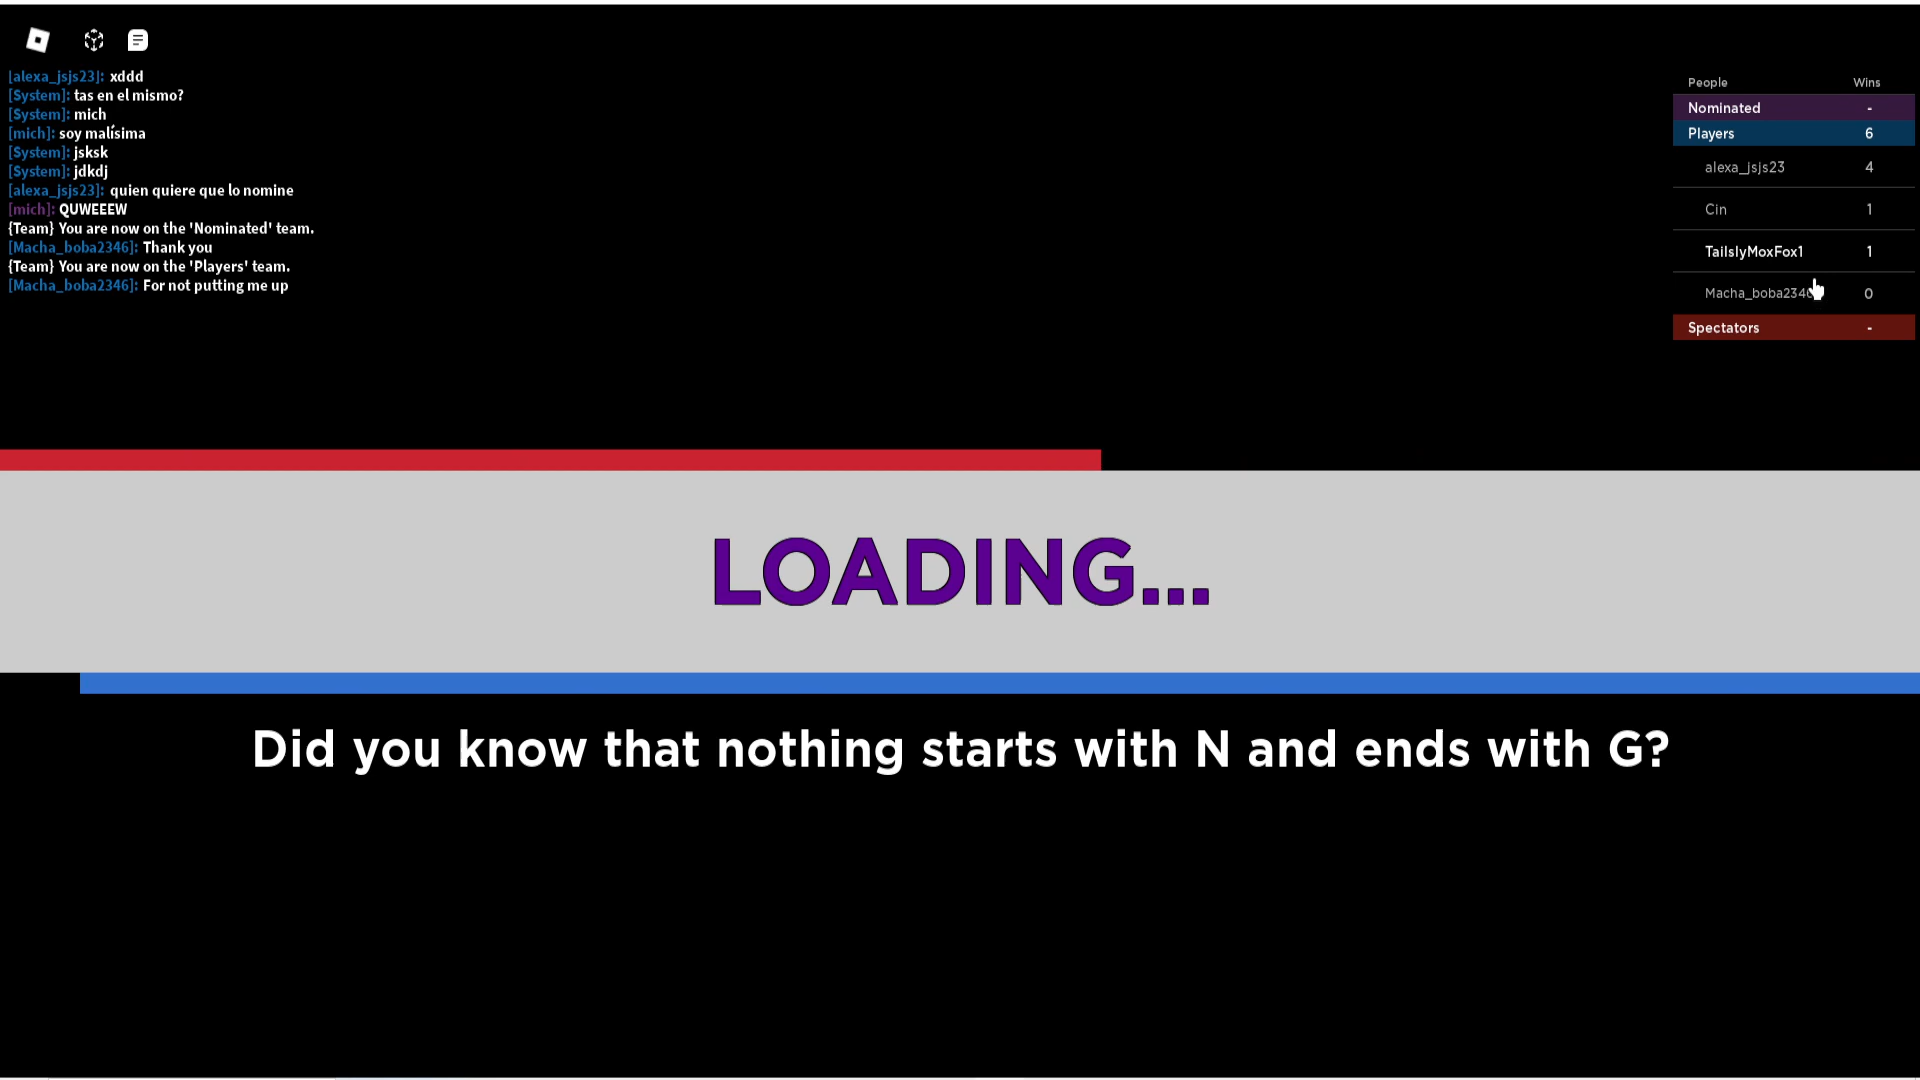 [alexa_jsjs23]: xddd
[System]: tas en el mismo?
[System]: mich
[mich]: soy malísima
[System]: jsksk
[System]: jdkdj
[alexa_jsjs23]: quien quiere que lo nomine
[mich]: QUWEEEW
{Team} You are now on the 'Nominated' team.
[Macha_boba2346]: Thank you
{Team} You are now on the 'Players' team.
[Macha_boba2346]: For not putting me up
People Wins
Nominated -
Players 6
alexa_jsjs23 4
Cin 1
TailslyMoxFox1 1
Macha_boba2346 0
Spectators -
LOADING...
Did you know that nothing starts with N and ends with G?